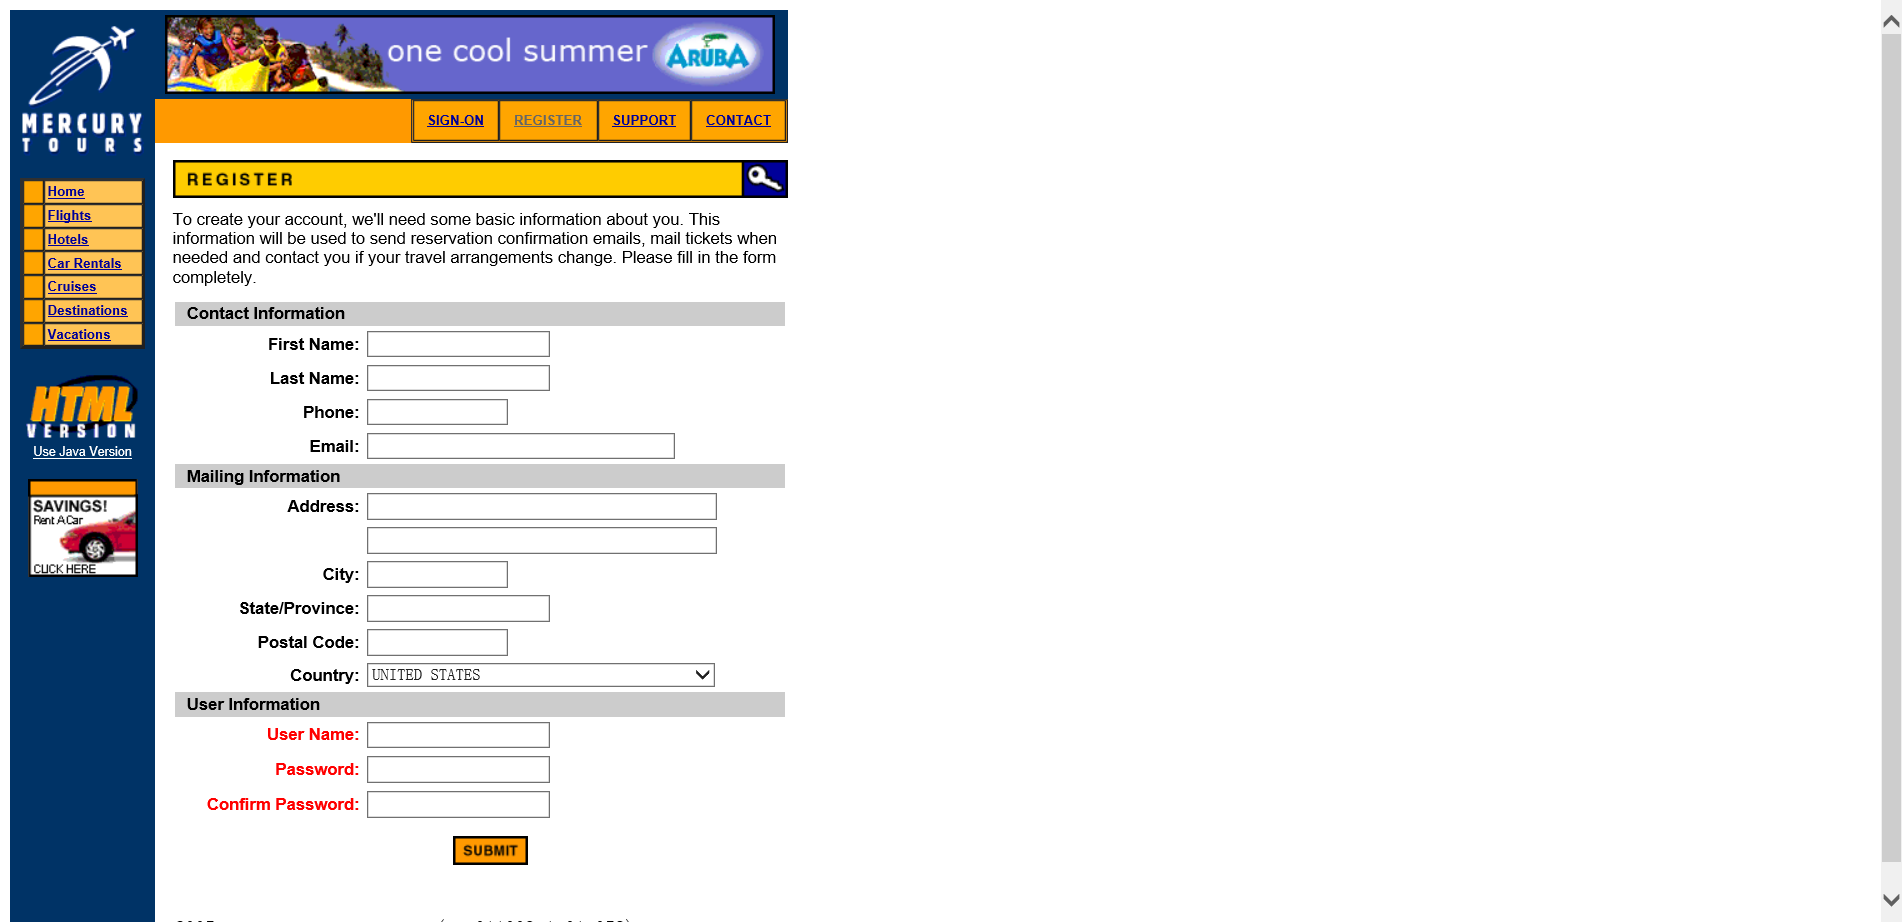 one cool summer
ARUBA
MERCURY
TOURS
SIGN-ON
REGISTER
SUPPORT
CONTACT
Home
Flights
Hotels
Car Rentals
Cruises
Destinations
Vacations
HTML
VERSION
Use Java Version
SAVINGS!
Rent A Car
CLICK HERE
REGISTER
To create your account, we'll need some basic information about you. This
information will be used to send reservation confirmation emails, mail tickets when
needed and contact you if your travel arrangements change. Please fill in the form
completely.
Contact Information
First Name:
Last Name:
Phone:
Email:
Mailing Information
Address:
City:
State/Province:
Postal Code:
Country: UNITED STATES
User Information
User Name:
Password:
Confirm Password:
SUBMIT